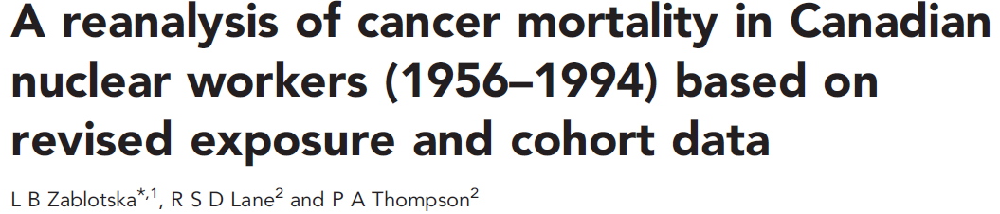 A reanalysis of cancer mortality in Canadian
nuclear workers (1956–1994) based on
revised exposure and cohort data
L B Zablotska*,1, R S D Lane2 and P A Thompson2